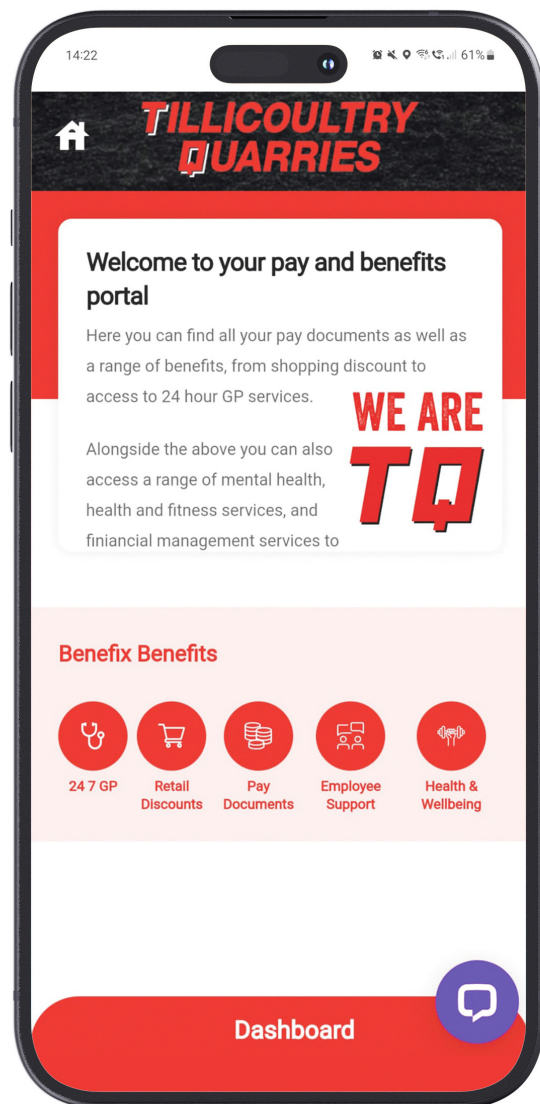 14:22
61%
TILLICOULTRY
QUARRIES
Welcome to your pay and benefits
portal
Here you can find all your pay documents as well as
a range of benefits, from shopping discount to
access to 24 hour GP services.
WE ARE
TQ
Alongside the above you can also
access a range of mental health,
health and fitness services, and
finiancial management services to
Benefix Benefits
24 7 GP
Retail
Discounts
Pay
Documents
Employee
Support
Health &
Wellbeing
Dashboard